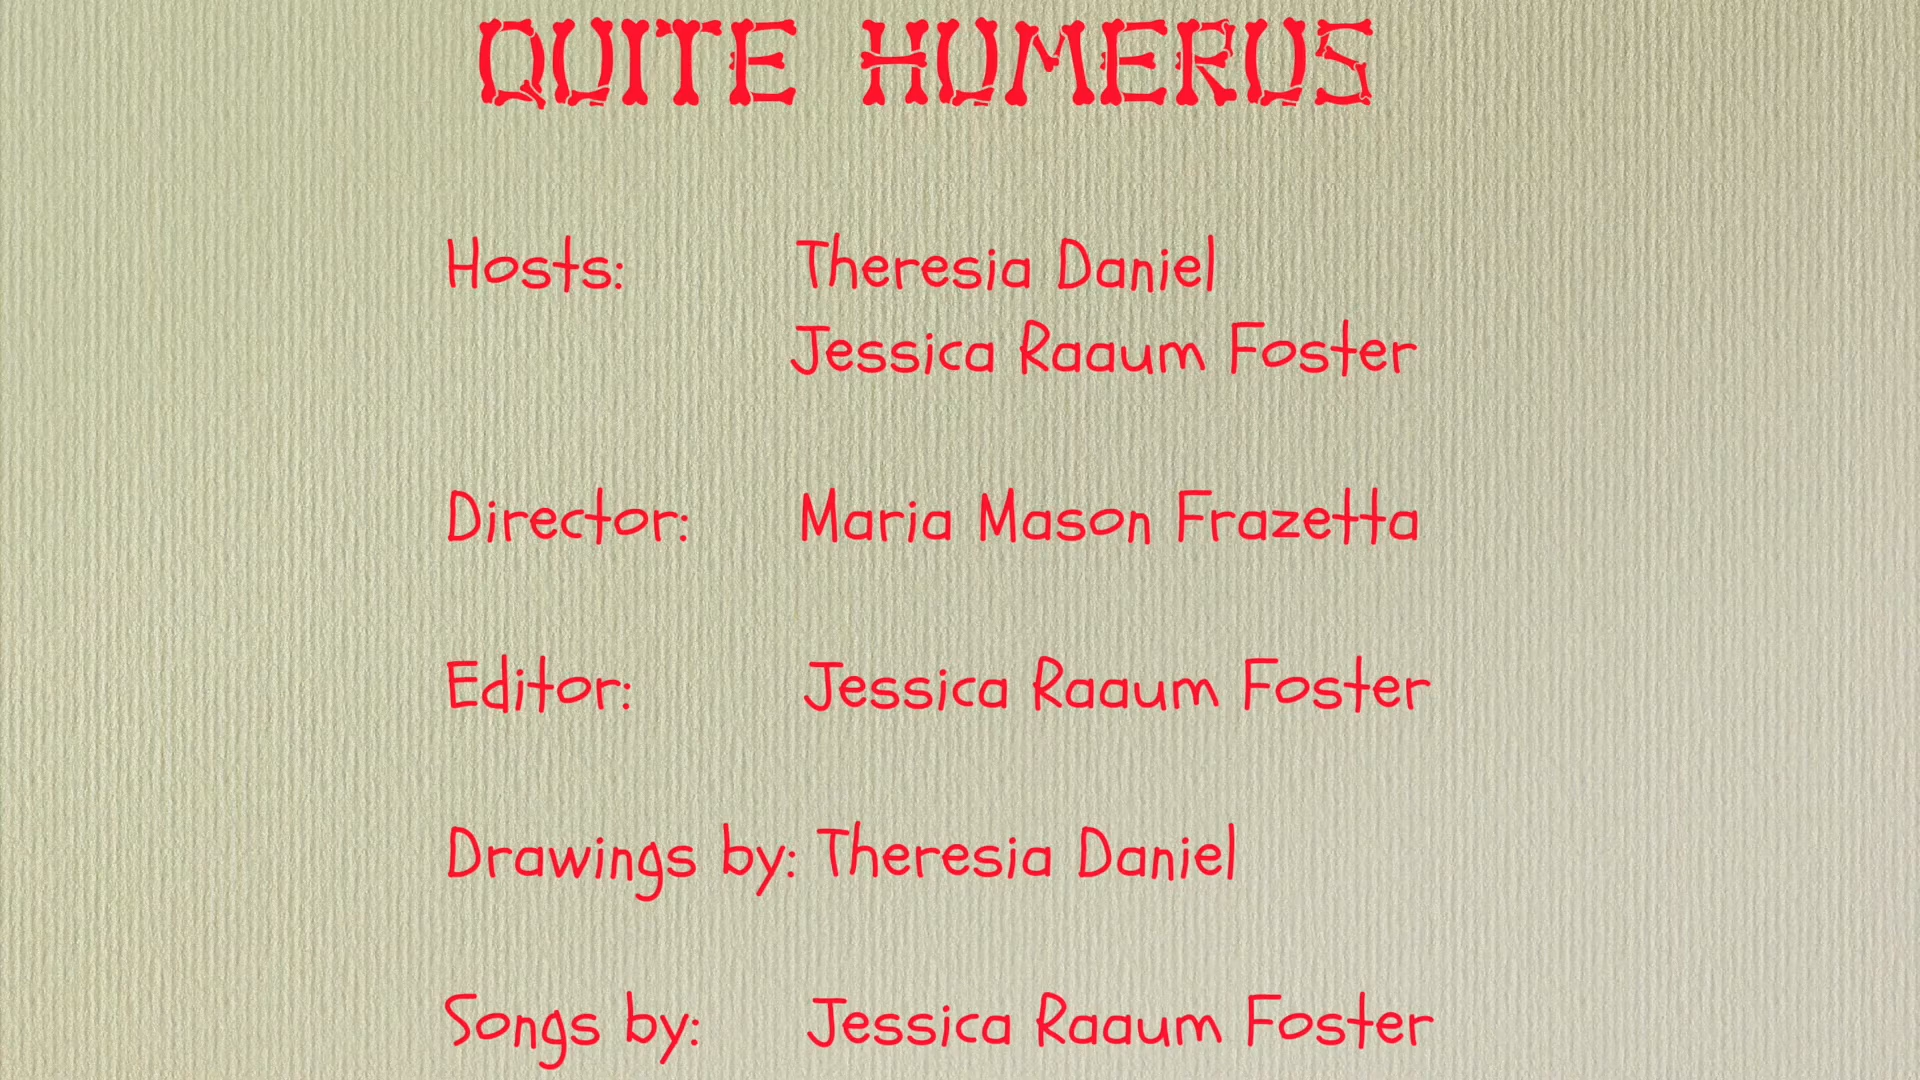 QUITE HUMERUS
Hosts: Theresia Daniel
Jessica Raaum Foster
Director: Maria Mason Frazetta
Editor: Jessica Raaum Foster
Drawings by: Theresia Daniel
Songs by: Jessica Raaum Foster